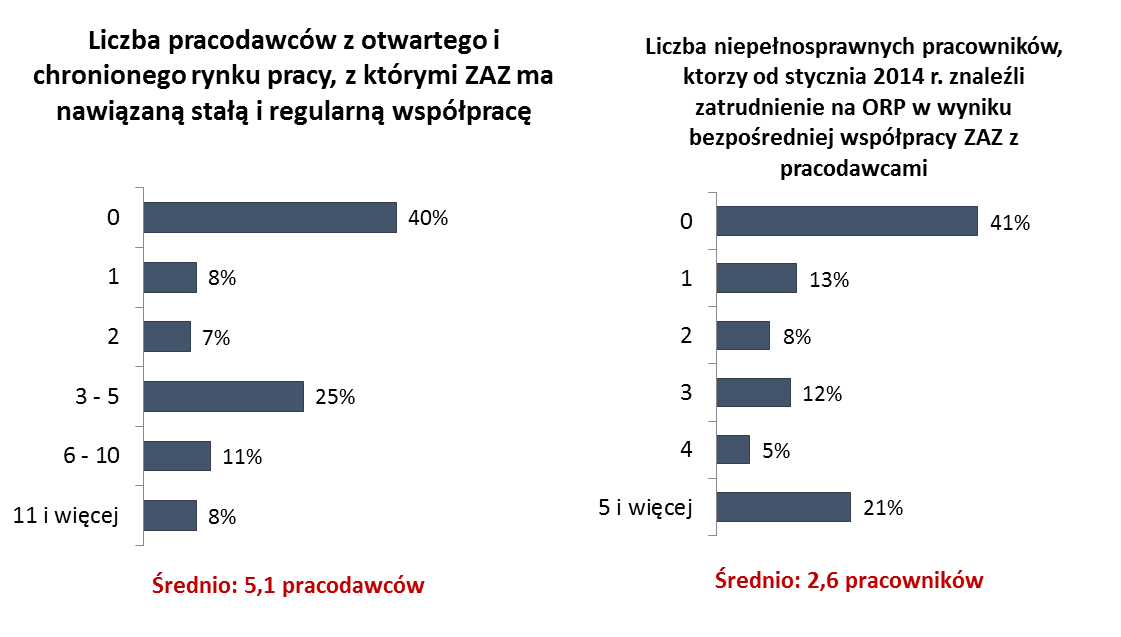 Liczba pracodawców z otwartego i
chronionego rynku pracy, z którymi ZAZ ma
nawiązaną stałą i regularną współpracę
0 40%
1 8%
2 7%
3 - 5 25%
6 - 10 11%
11 i więcej 8%
Średnio: 5,1 pracodawców
Liczba niepełnosprawnych pracowników,
ktorzy od stycznia 2014 r. znaleźli
zatrudnienie na ORP w wyniku
bezpośredniej współpracy ZAZ z
pracodawcami
0 41%
1 13%
2 8%
3 12%
4 5%
5 i więcej 21%
Średnio: 2,6 pracowników